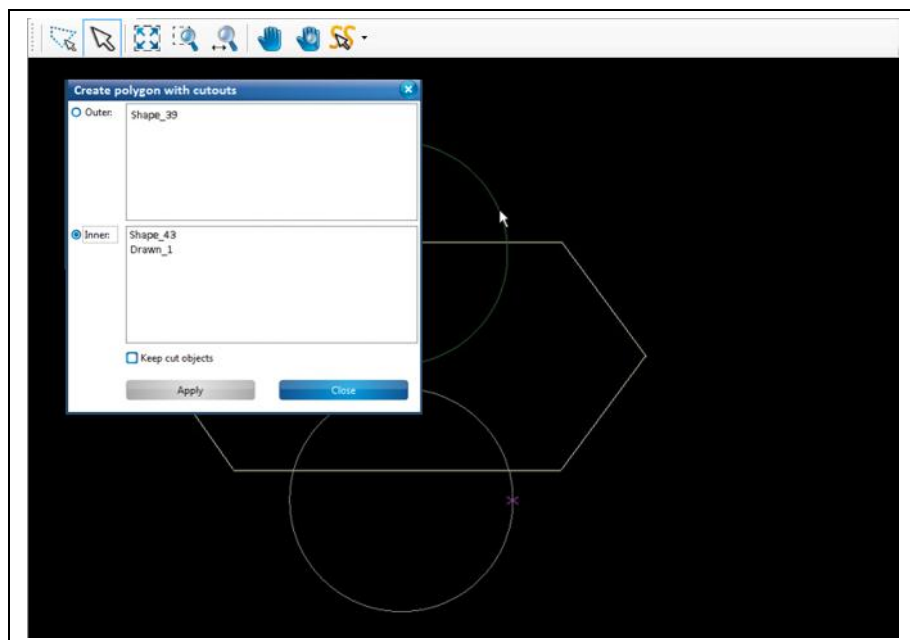 Create polygon with cutouts
Outer:
Shape_39
Inner:
Shape_43
Drawn_1
Keep cut objects
Apply
Close